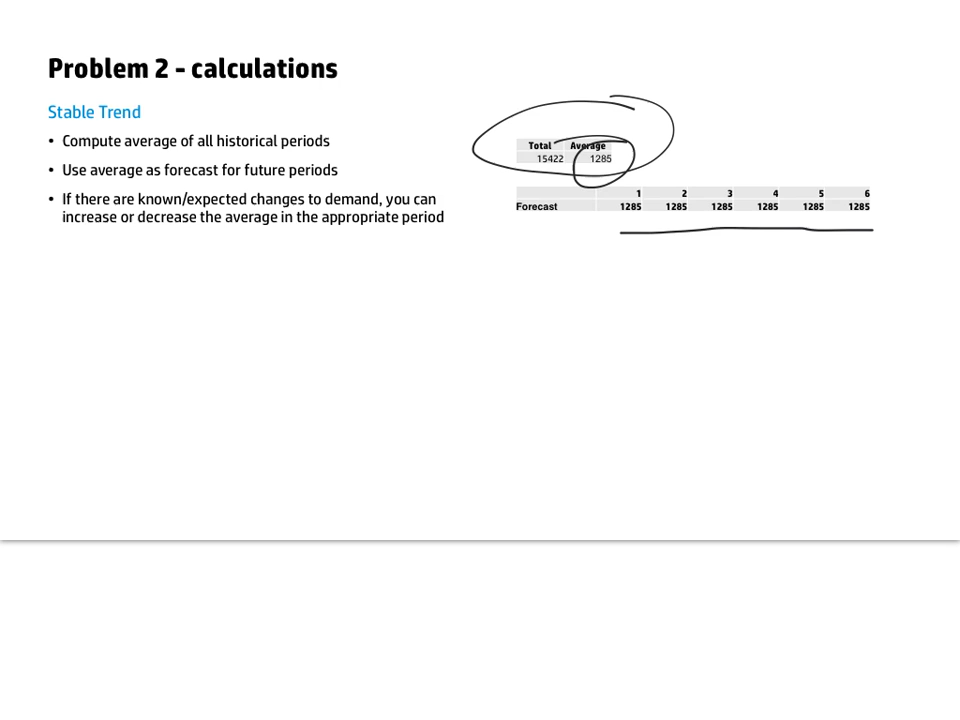 Problem 2 - calculations
Stable Trend
• Compute average of all historical periods
• Use average as forecast for future periods
• If there are known/expected changes to demand, you can
increase or decrease the average in the appropriate period
Total Average
15422 1285
1 2 3 4 5 6
Forecast 1285 1285 1285 1285 1285 1285